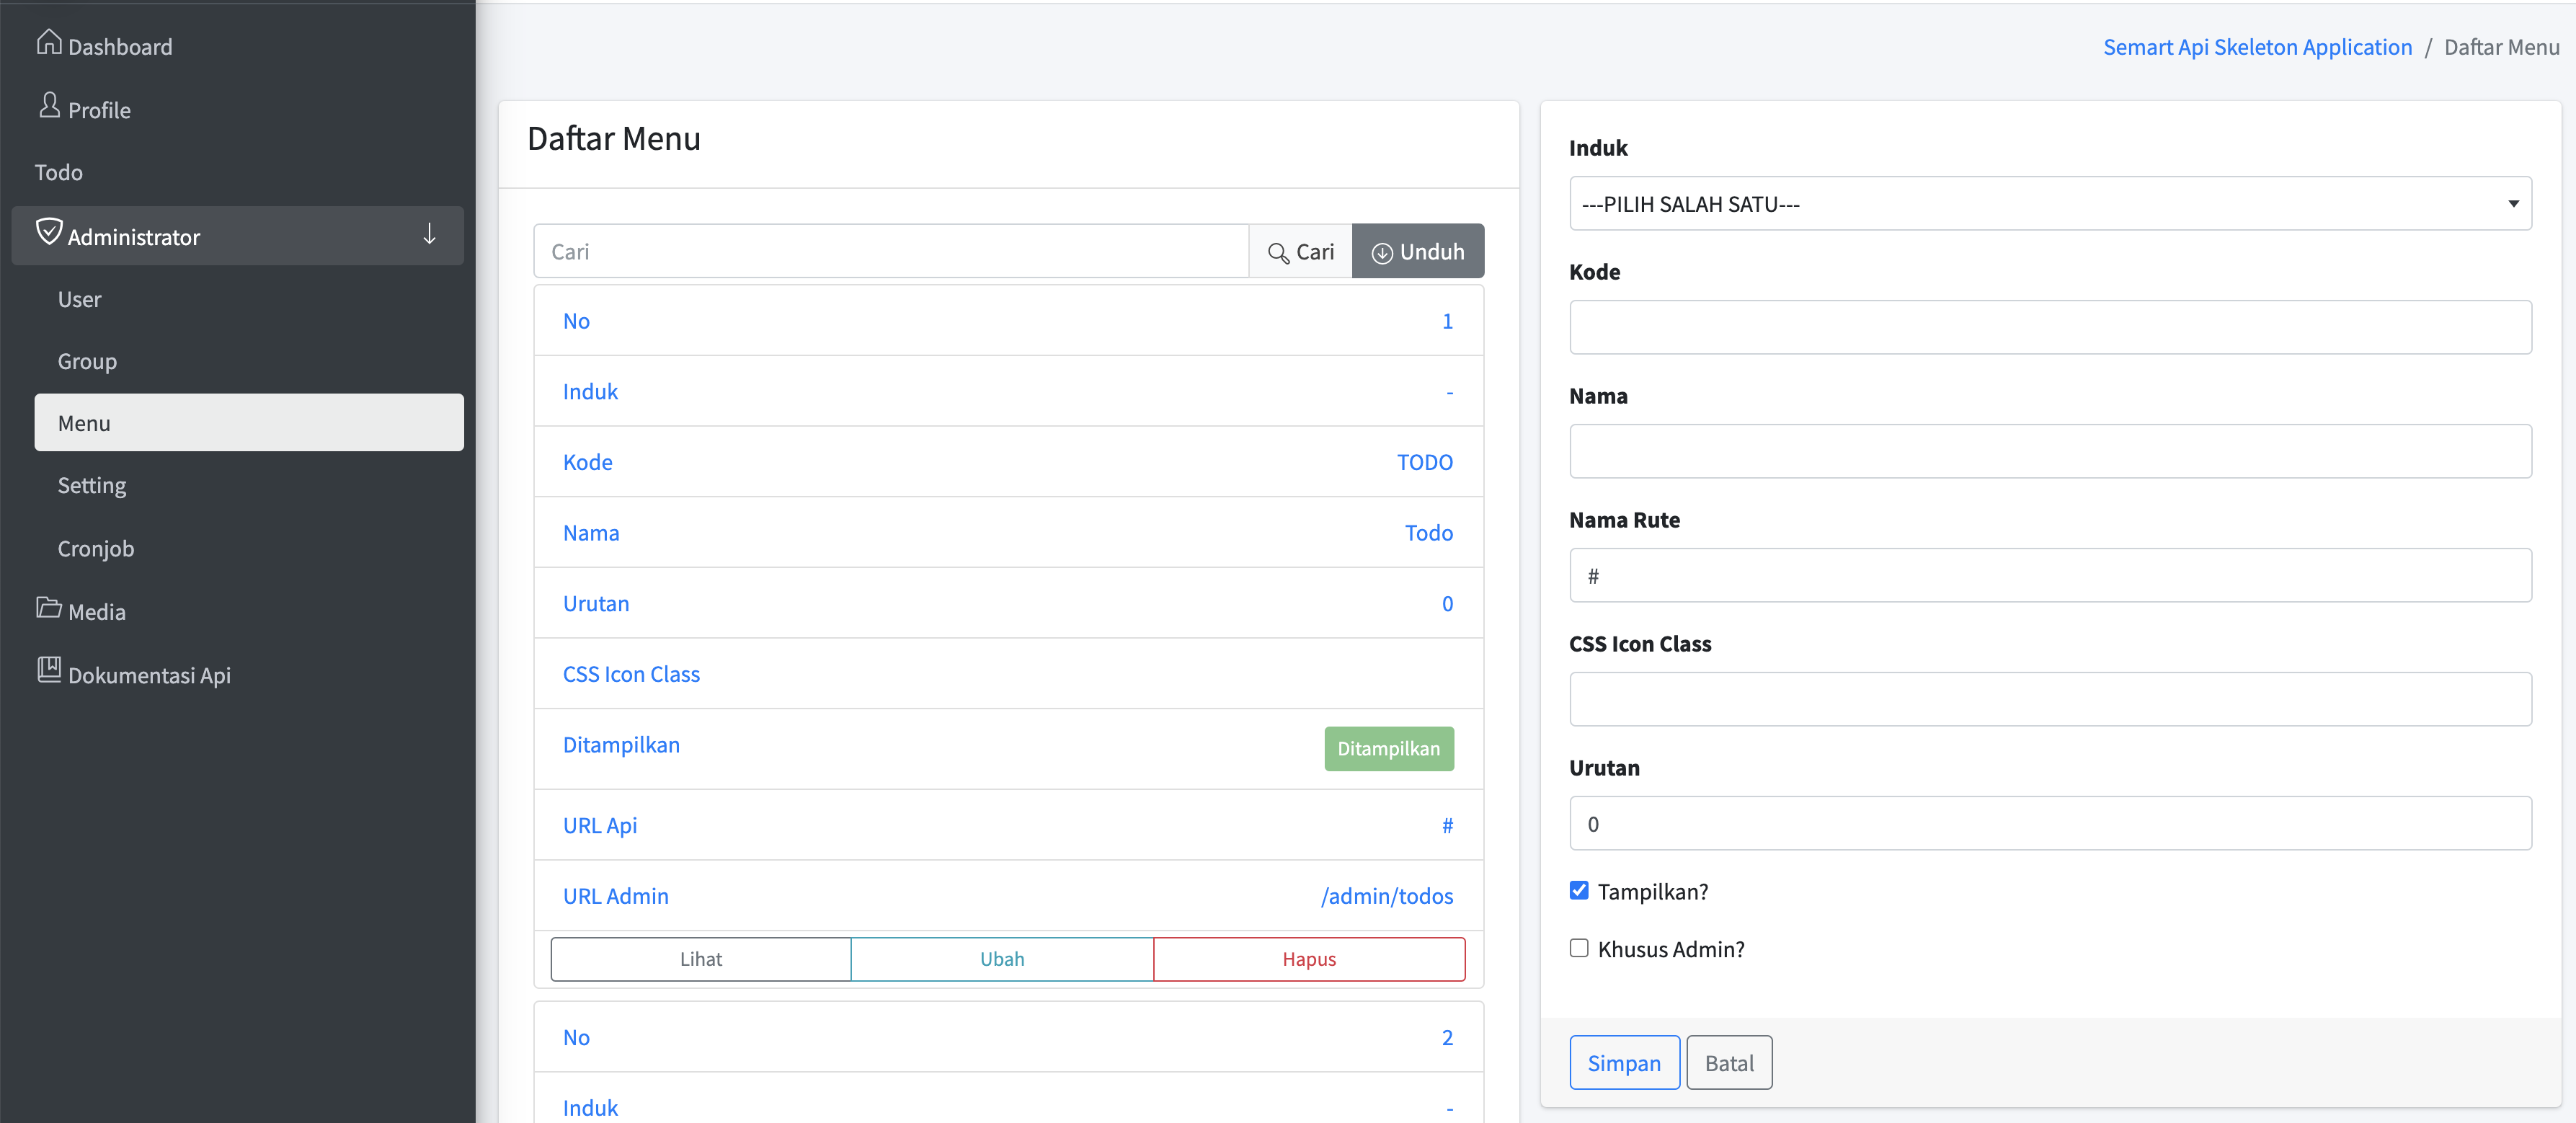 Dashboard
Profile
Todo
Administrator
User
Group
Menu
Setting
Cronjob
Media
Dokumentasi Api
Semart Api Skeleton Application / Daftar Menu
Daftar Menu
Cari Cari Unduh
No 1
Induk -
Kode TODO
Nama Todo
Urutan 0
CSS Icon Class
Ditampilkan Ditampilkan
URL Api #
URL Admin /admin/todos
Lihat Ubah Hapus
No 2
Induk -
Induk
---PILIH SALAH SATU---
Kode
Nama
Nama Rute
#
CSS Icon Class
Urutan
0
Tampilkan?
Khusus Admin?
Simpan Batal